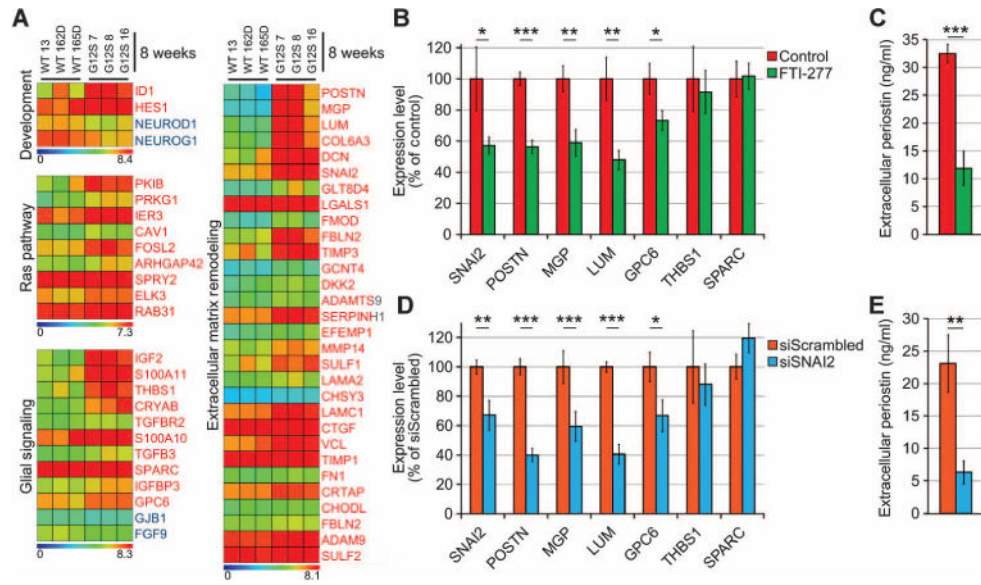 A
WT 13
WT 162D
WT 165D
G12S 7
G12S 8
G12S 16
8 weeks
Development
ID1
HES1
NEUROD1
NEUROG1
0 8.4
Ras pathway
PKIB
PRKG1
IER3
CAV1
FOSL2
ARHGAP42
SPRY2
ELK3
RAB31
0 7.3
Glial signaling
IGF2
S100A11
THBS1
CRYAB
TGFBR2
S100A10
TGFB3
SPARC
IGFBP3
GPC6
GJB1
FGF9
0 8.3
WT 13
WT 162D
WT 165D
G12S 7
G12S 8
G12S 16
8 weeks
Extracellular matrix remodeling
POSTN
MGP
LUM
COL6A3
DCN
SNAI2
GLT8D4
LGALS1
FMOD
FBLN2
TIMP3
GCNT4
DKK2
ADAMTS9
SERPINH1
EFEMP1
MMP14
SULF1
LAMA2
CHSY3
LAMC1
CTGF
VCL
TIMP1
FN1
CRTAP
CHODL
FBLN2
ADAM9
SULF2
0 8.1
B
Expression level
(% of control)
120
100
80
60
40
20
0
* *** ** ** *
Control
FTI-277
SNAI2
POSTN
MGP
LUM
GPC6
THBS1
SPARC
C
Extracellular periostin (ng/ml)
35
30
25
20
15
10
5
0
***
D
Expression level
(% of siScrambled)
120
100
80
60
40
20
0
** *** *** *** *
siScrambled
siSNAI2
SNAI2
POSTN
MGP
LUM
GPC6
THBS1
SPARC
E
Extracellular periostin (ng/ml)
30
25
20
15
10
5
0
**